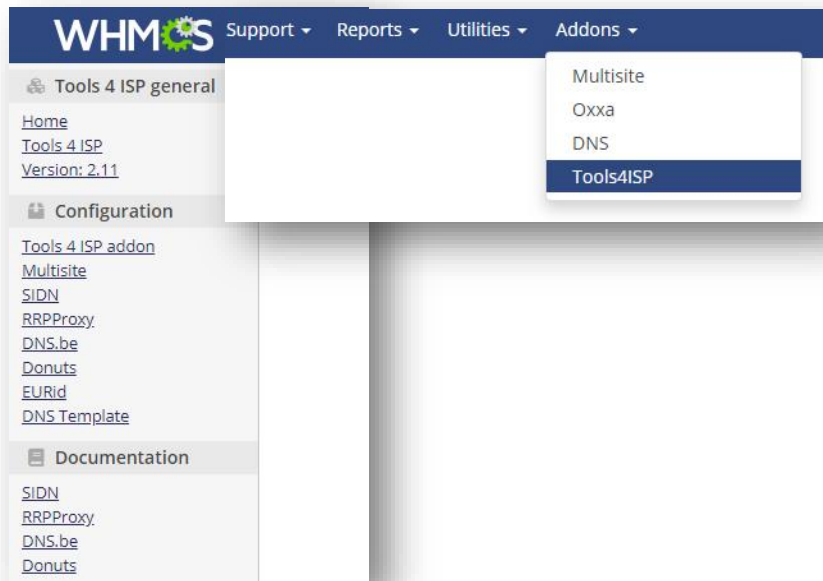 WHMCS Support Reports Utilities Addons
Multisite
Oxxa
DNS
Tools4ISP
Tools 4 ISP general
Home
Tools 4 ISP
Version: 2.11
Configuration
Tools 4 ISP addon
Multisite
SIDN
RRPProxy
DNS.be
Donuts
EURid
DNS Template
Documentation
SIDN
RRPProxy
DNS.be
Donuts